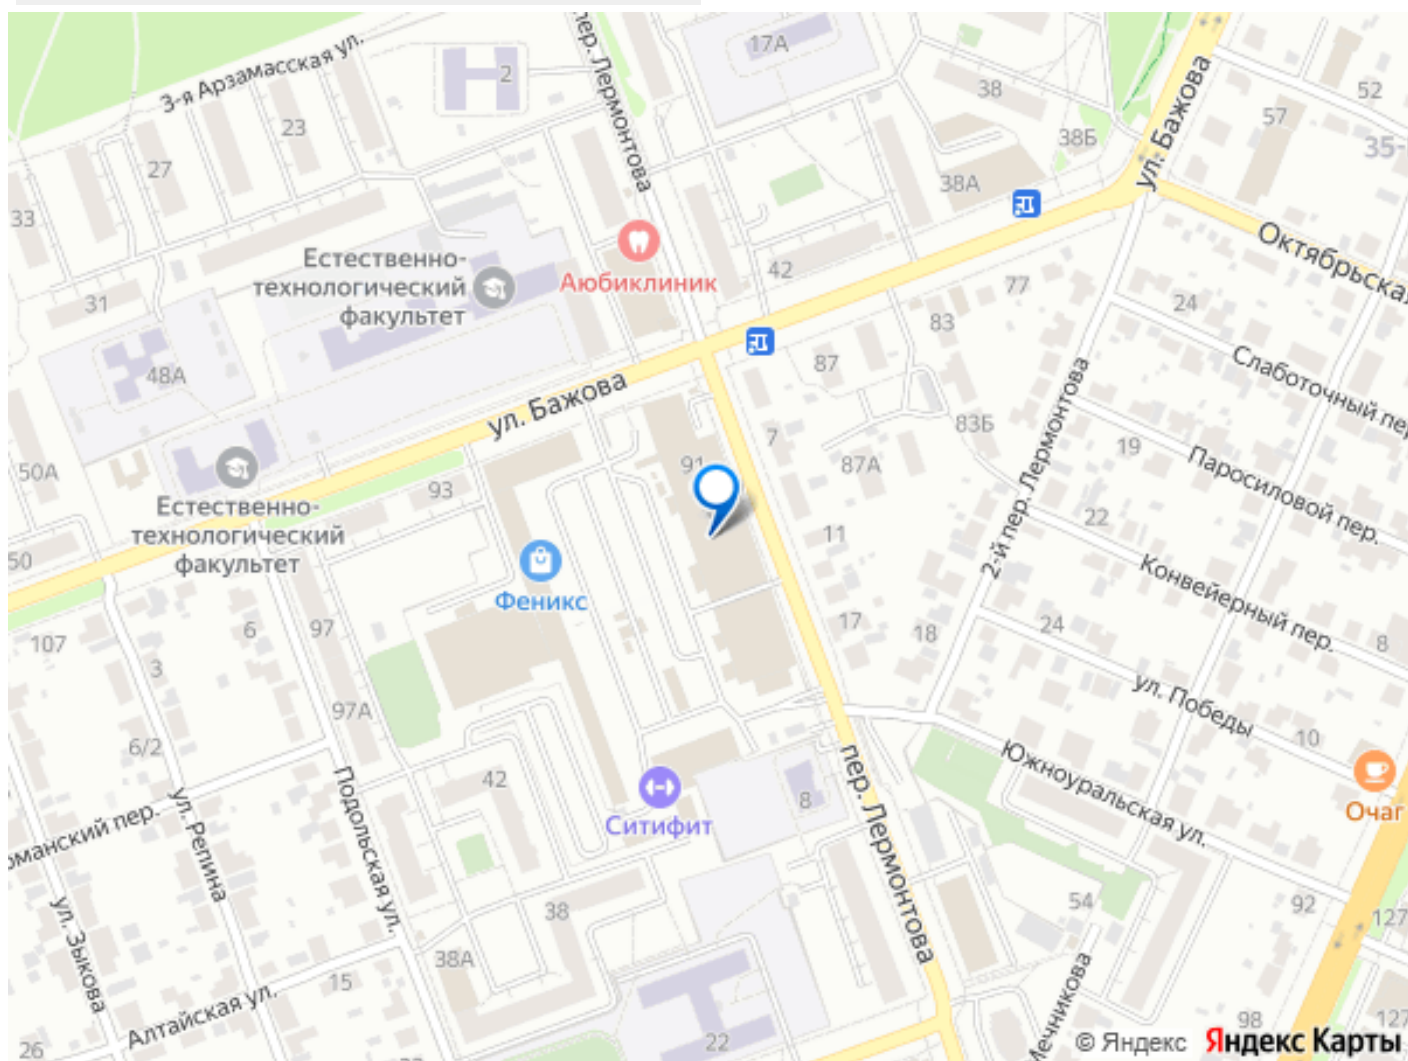 3-я Арзамасская ул.
пер. Лермонтова
2
17А
38
ул. Бажова
52
57
35-
23
27
33
38Б
38А
Октябрьская
Естественно-
технологический
факультет
Аюбиклиник
42
77
24
31
83
Слаботочный пер.
48А
87
2-й пер. Лермонтова
ул. Бажова
7
83Б
19
Паросиловой пер.
50А
91
87А
93
Естественно-
технологический
факультет
22
11
50
Конвейерный пер.
Феникс
107
6
97
17
18
24
8
3
ул. Победы
97А
6/2
10
Южноуральская ул.
42
пер. Лермонтова
8
Ситифит
Очаг
ул. Репина
Подольская ул.
ул. Зыкова
38
54
92
127
38А
15
Алтайская ул.
Мечникова
98
127
22
26
© Яндекс Яндекс Карты